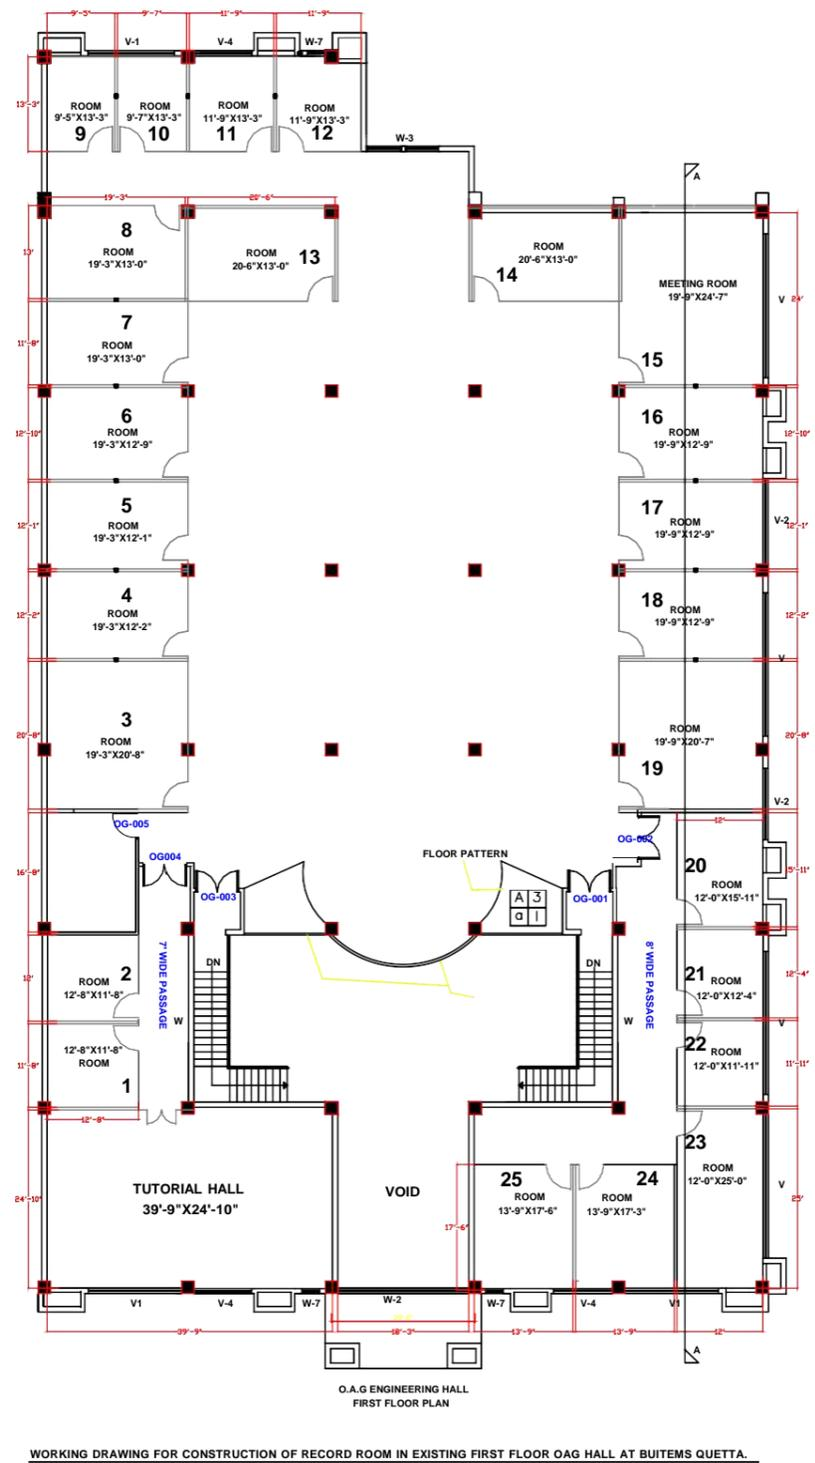 9'-5" 9'-7" 11'-9" 11'-9"
V-1 V-4 W-7
13'-3"
ROOM ROOM ROOM ROOM
9'-5"X13'-3" 9'-7"X13'-3" 11'-9"X13'-3" 11'-9"X13'-3"
9 10 11 12
W-3
A
19'-3" 20'-6"
8
13'
ROOM
19'-3"X13'-0"
ROOM
20-6"X13'-0"
13
ROOM
20'-6"X13'-0"
14
MEETING ROOM
19'-9"X24'-7"
V 24'
7
11'-8"
ROOM
19'-3"X13'-0"
15
6
12'-10"
ROOM
19'-3"X12'-9"
16
ROOM
19'-9"X12'-9"
12'-10"
5
12'-1"
ROOM
19'-3"X12'-1"
17
ROOM
19'-9"X12'-9"
V-2 12'-1"
4
12'-2"
ROOM
19'-3"X12'-2"
18
ROOM
19'-9"X12'-9"
12'-2"
V
3
20'-8"
ROOM
19'-3"X20'-8"
ROOM
19'-9"X20'-7"
19
20'-8"
V-2
OG-005
12'
OG-002
OG004
FLOOR PATTERN
16'-8"
20
ROOM
12'-0"X15'-11"
OG-003
OG-001
A 3
a 1
7' WIDE PASSAGE
8' WIDE PASSAGE
DN DN
12'
2
ROOM
12'-8"X11'-8"
21
ROOM
12'-0"X12'-4"
12'-4"
W W V
12'-8"X11'-8"
ROOM
1
11'-8"
22
ROOM
12'-0"X11'-11"
11'-11"
12'-8"
23
ROOM
12'-0"X25'-0"
TUTORIAL HALL
39'-9"X24'-10"
24'-10"
VOID
17'-6"
25
ROOM
13'-9"X17'-6"
24
ROOM
13'-9"X17'-3"
V 25'
V1 V-4 W-7 W-2 W-7 V-4 V1
39'-9" 18'-3" 13'-9" 13'-9" 12'
A
O.A.G ENGINEERING HALL
FIRST FLOOR PLAN
WORKING DRAWING FOR CONSTRUCTION OF RECORD ROOM IN EXISTING FIRST FLOOR OAG HALL AT BUITEMS QUETTA.